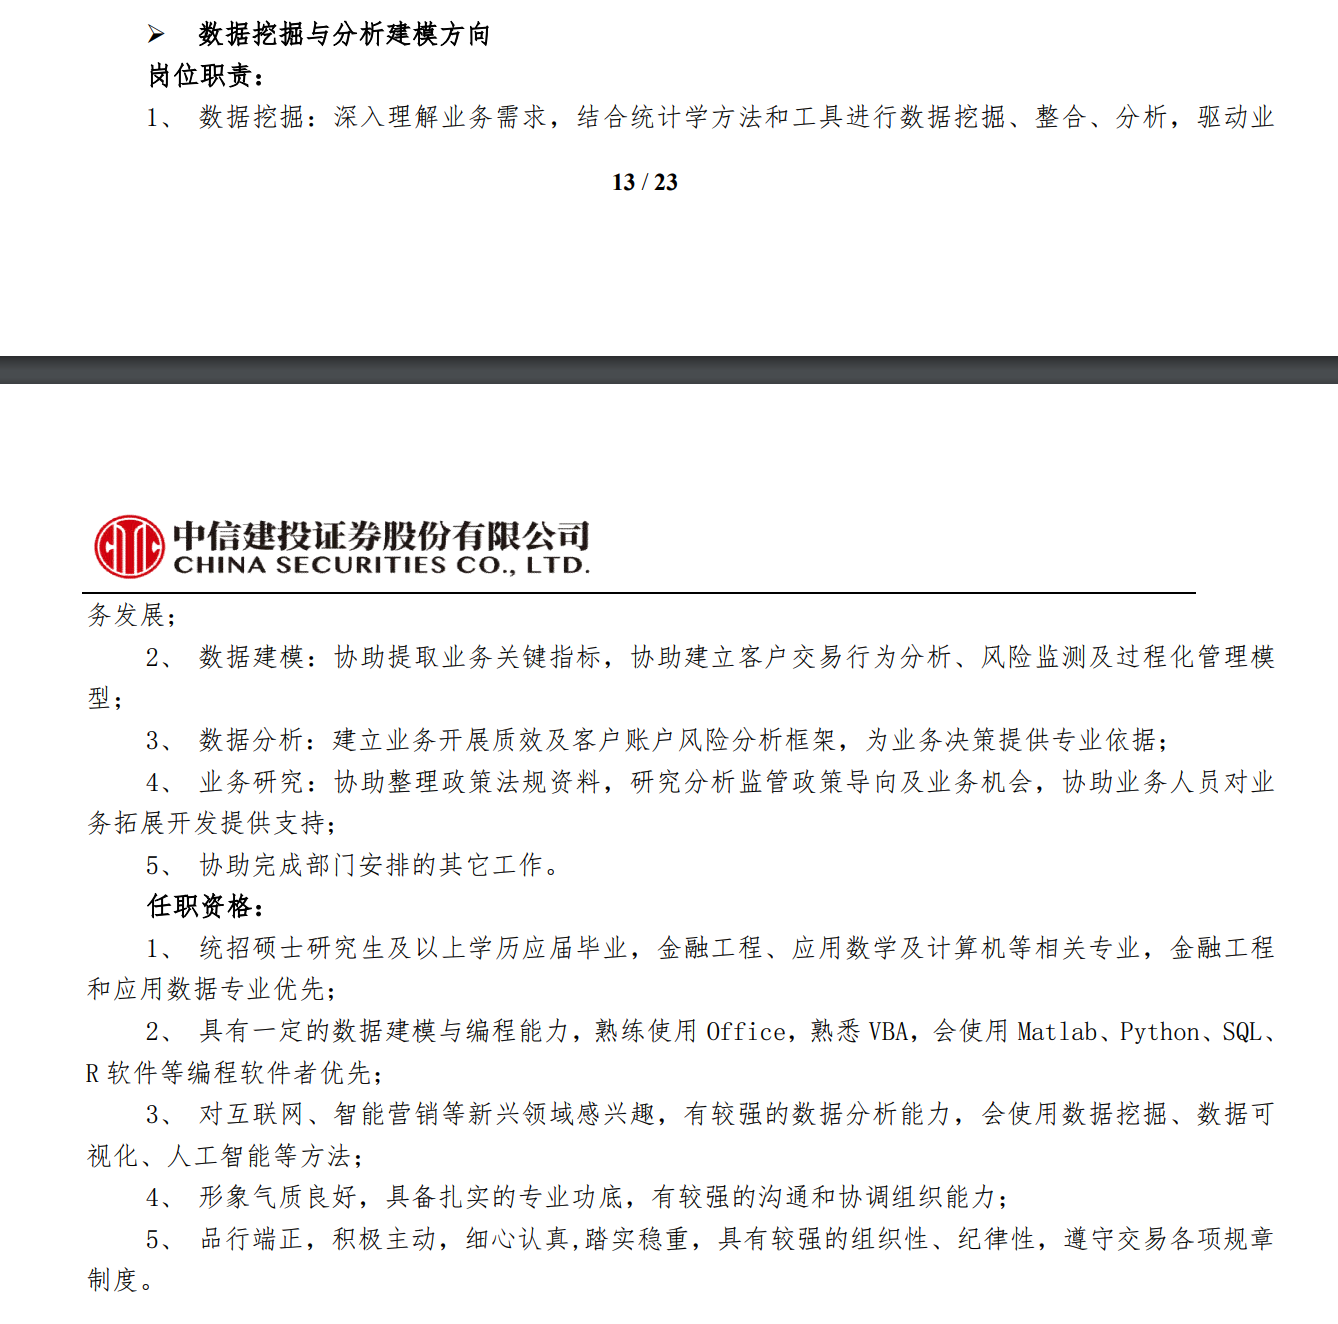 ➢ 数据挖掘与分析建模方向
岗位职责：
1、 数据挖掘：深入理解业务需求，结合统计学方法和工具进行数据挖掘、整合、分析，驱动业
13 / 23
中信建投证券股份有限公司
CHINA SECURITIES CO., LTD.
务发展；
2、 数据建模：协助提取业务关键指标，协助建立客户交易行为分析、风险监测及过程化管理模
型；
3、 数据分析：建立业务开展质效及客户账户风险分析框架，为业务决策提供专业依据；
4、 业务研究：协助整理政策法规资料，研究分析监管政策导向及业务机会，协助业务人员对业
务拓展开发提供支持；
5、 协助完成部门安排的其它工作。
任职资格：
1、 统招硕士研究生及以上学历应届毕业，金融工程、应用数学及计算机等相关专业，金融工程
和应用数据专业优先；
2、 具有一定的数据建模与编程能力，熟练使用 Office，熟悉 VBA，会使用 Matlab、Python、SQL、
R 软件等编程软件者优先；
3、 对互联网、智能营销等新兴领域感兴趣，有较强的数据分析能力，会使用数据挖掘、数据可
视化、人工智能等方法；
4、 形象气质良好，具备扎实的专业功底，有较强的沟通和协调组织能力；
5、 品行端正，积极主动，细心认真,踏实稳重，具有较强的组织性、纪律性，遵守交易各项规章
制度。